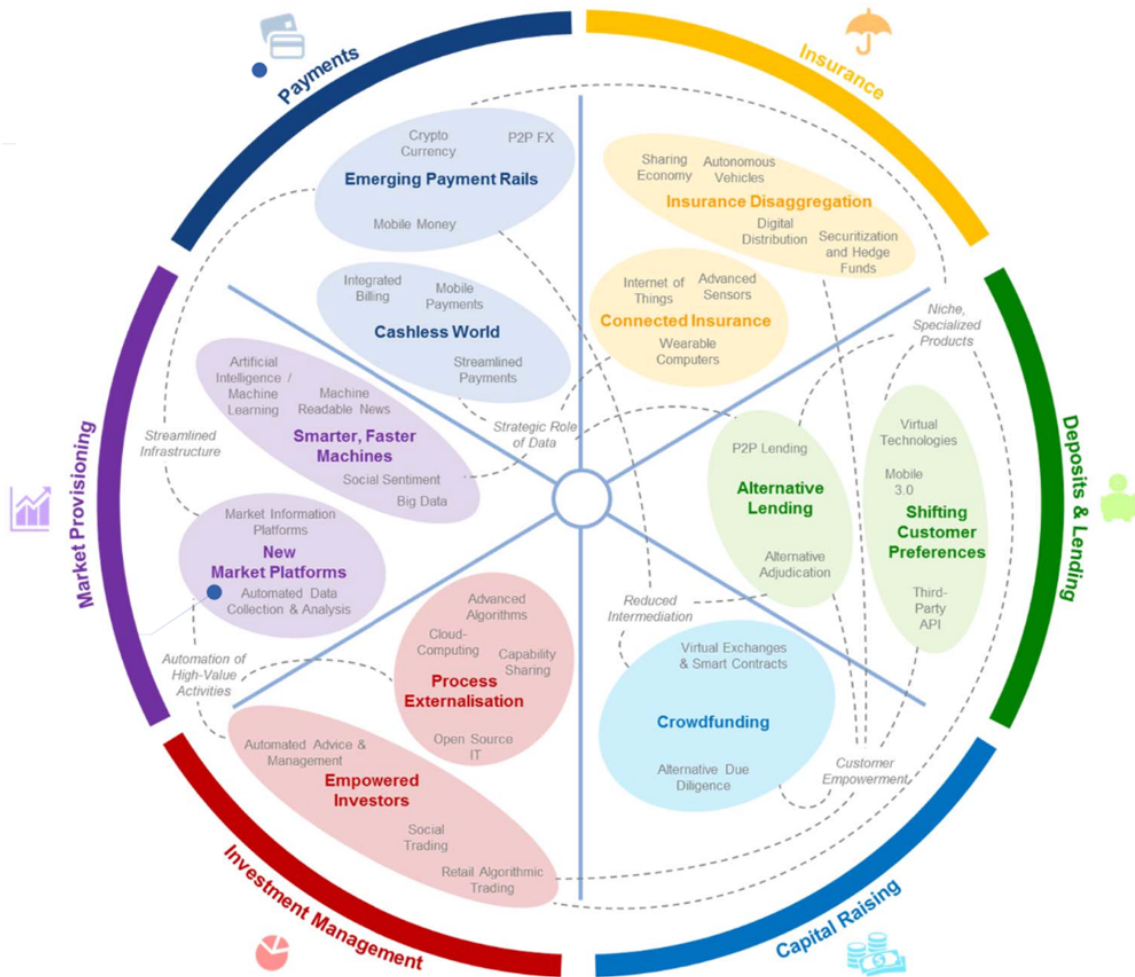 Payments
Crypto
Currency
P2P FX
Emerging Payment Rails
Mobile Money
Integrated
Billing
Mobile
Payments
Cashless World
Streamlined
Payments
Insurance
Sharing
Economy
Autonomous
Vehicles
Insurance Disaggregation
Digital
Distribution
Securitization
and Hedge
Funds
Internet of
Things
Advanced
Sensors
Connected Insurance
Wearable
Computers
Niche,
Specialized
Products
Deposits & Lending
Virtual
Technologies
Mobile
3.0
Shifting
Customer
Preferences
Third-
Party
API
P2P Lending
Alternative
Lending
Alternative
Adjudication
Strategic Role
of Data
Market Provisioning
Artificial
Intelligence /
Machine
Learning
Machine
Readable News
Smarter, Faster
Machines
Social Sentiment
Big Data
Streamlined
Infrastructure
Market Information
Platforms
New
Market Platforms
Automated Data
Collection & Analysis
Automation of
High-Value
Activities
Investment Management
Advanced
Algorithms
Cloud-
Computing
Capability
Sharing
Process
Externalisation
Open Source
IT
Automated Advice &
Management
Empowered
Investors
Social
Trading
Retail Algorithmic
Trading
Reduced
Intermediation
Capital Raising
Virtual Exchanges
& Smart Contracts
Crowdfunding
Alternative Due
Diligence
Customer
Empowerment